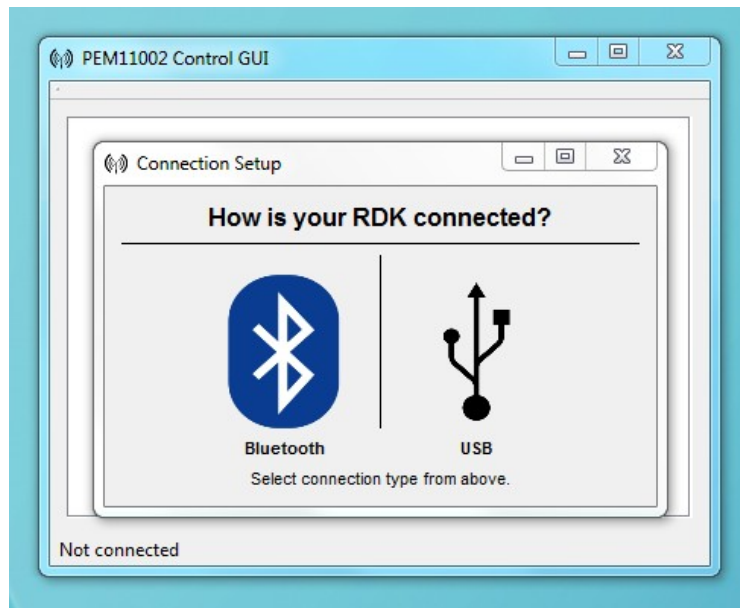 PEM11002 Control GUI
Connection Setup
How is your RDK connected?
Bluetooth
USB
Select connection type from above.
Not connected